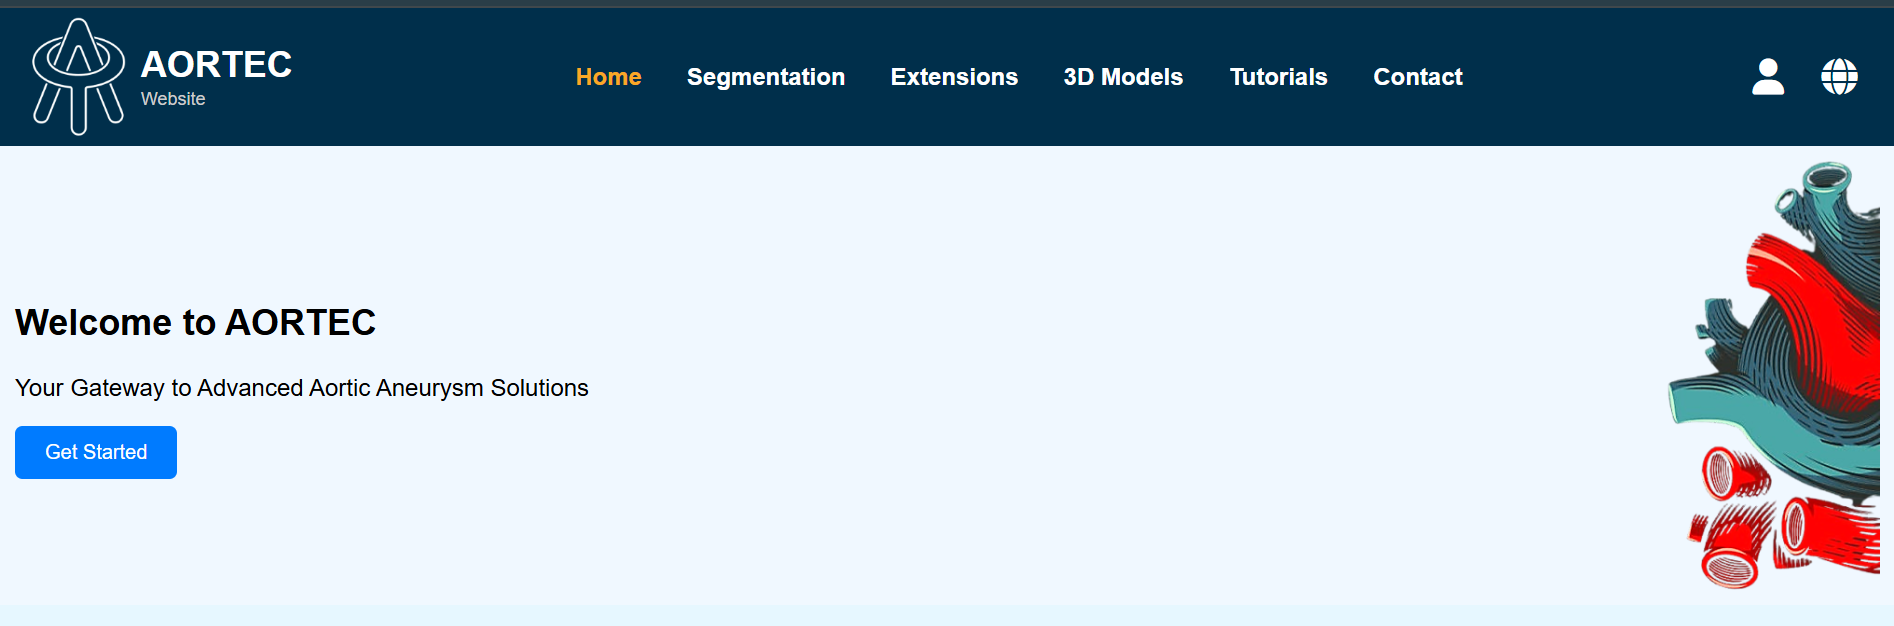 AORTEC
Website
Home Segmentation Extensions 3D Models Tutorials Contact
Welcome to AORTEC
Your Gateway to Advanced Aortic Aneurysm Solutions
Get Started